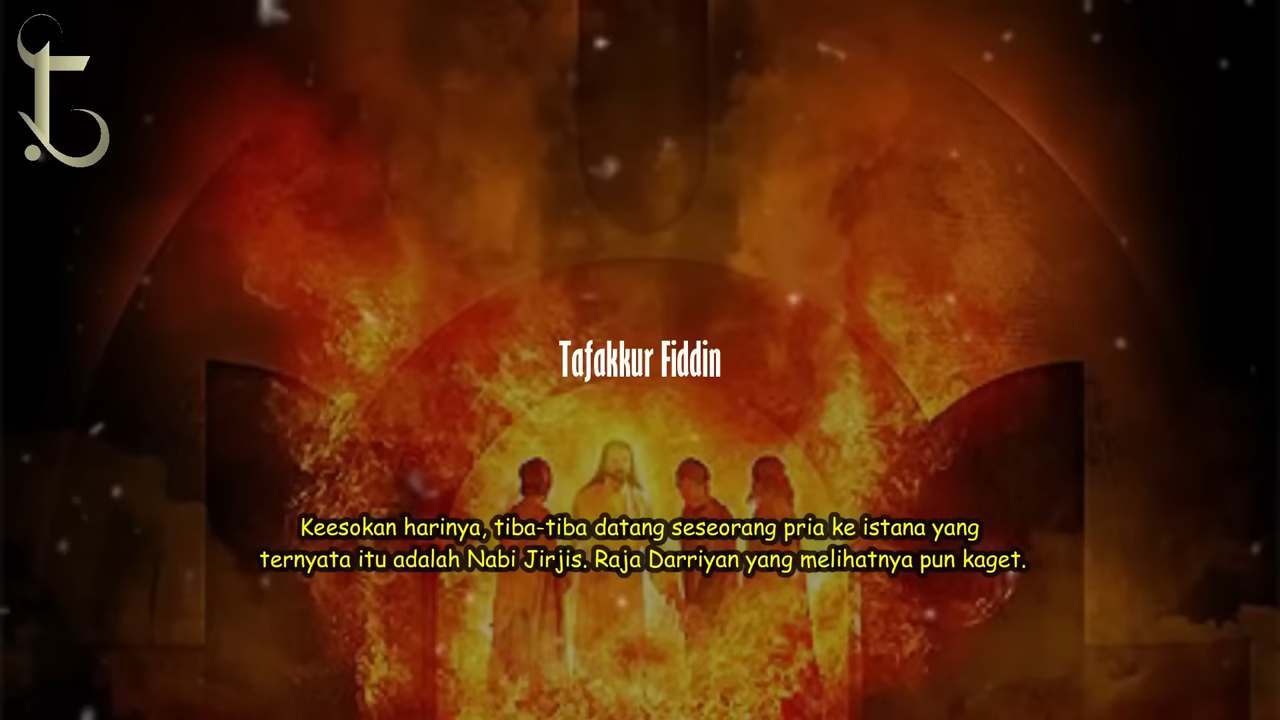 Tafakkur Fiddin
Keesokan harinya, tiba-tiba datang seseorang pria ke istana yang
ternyata itu adalah Nabi Jirjis. Raja Darriyan yang melihatnya pun kaget.